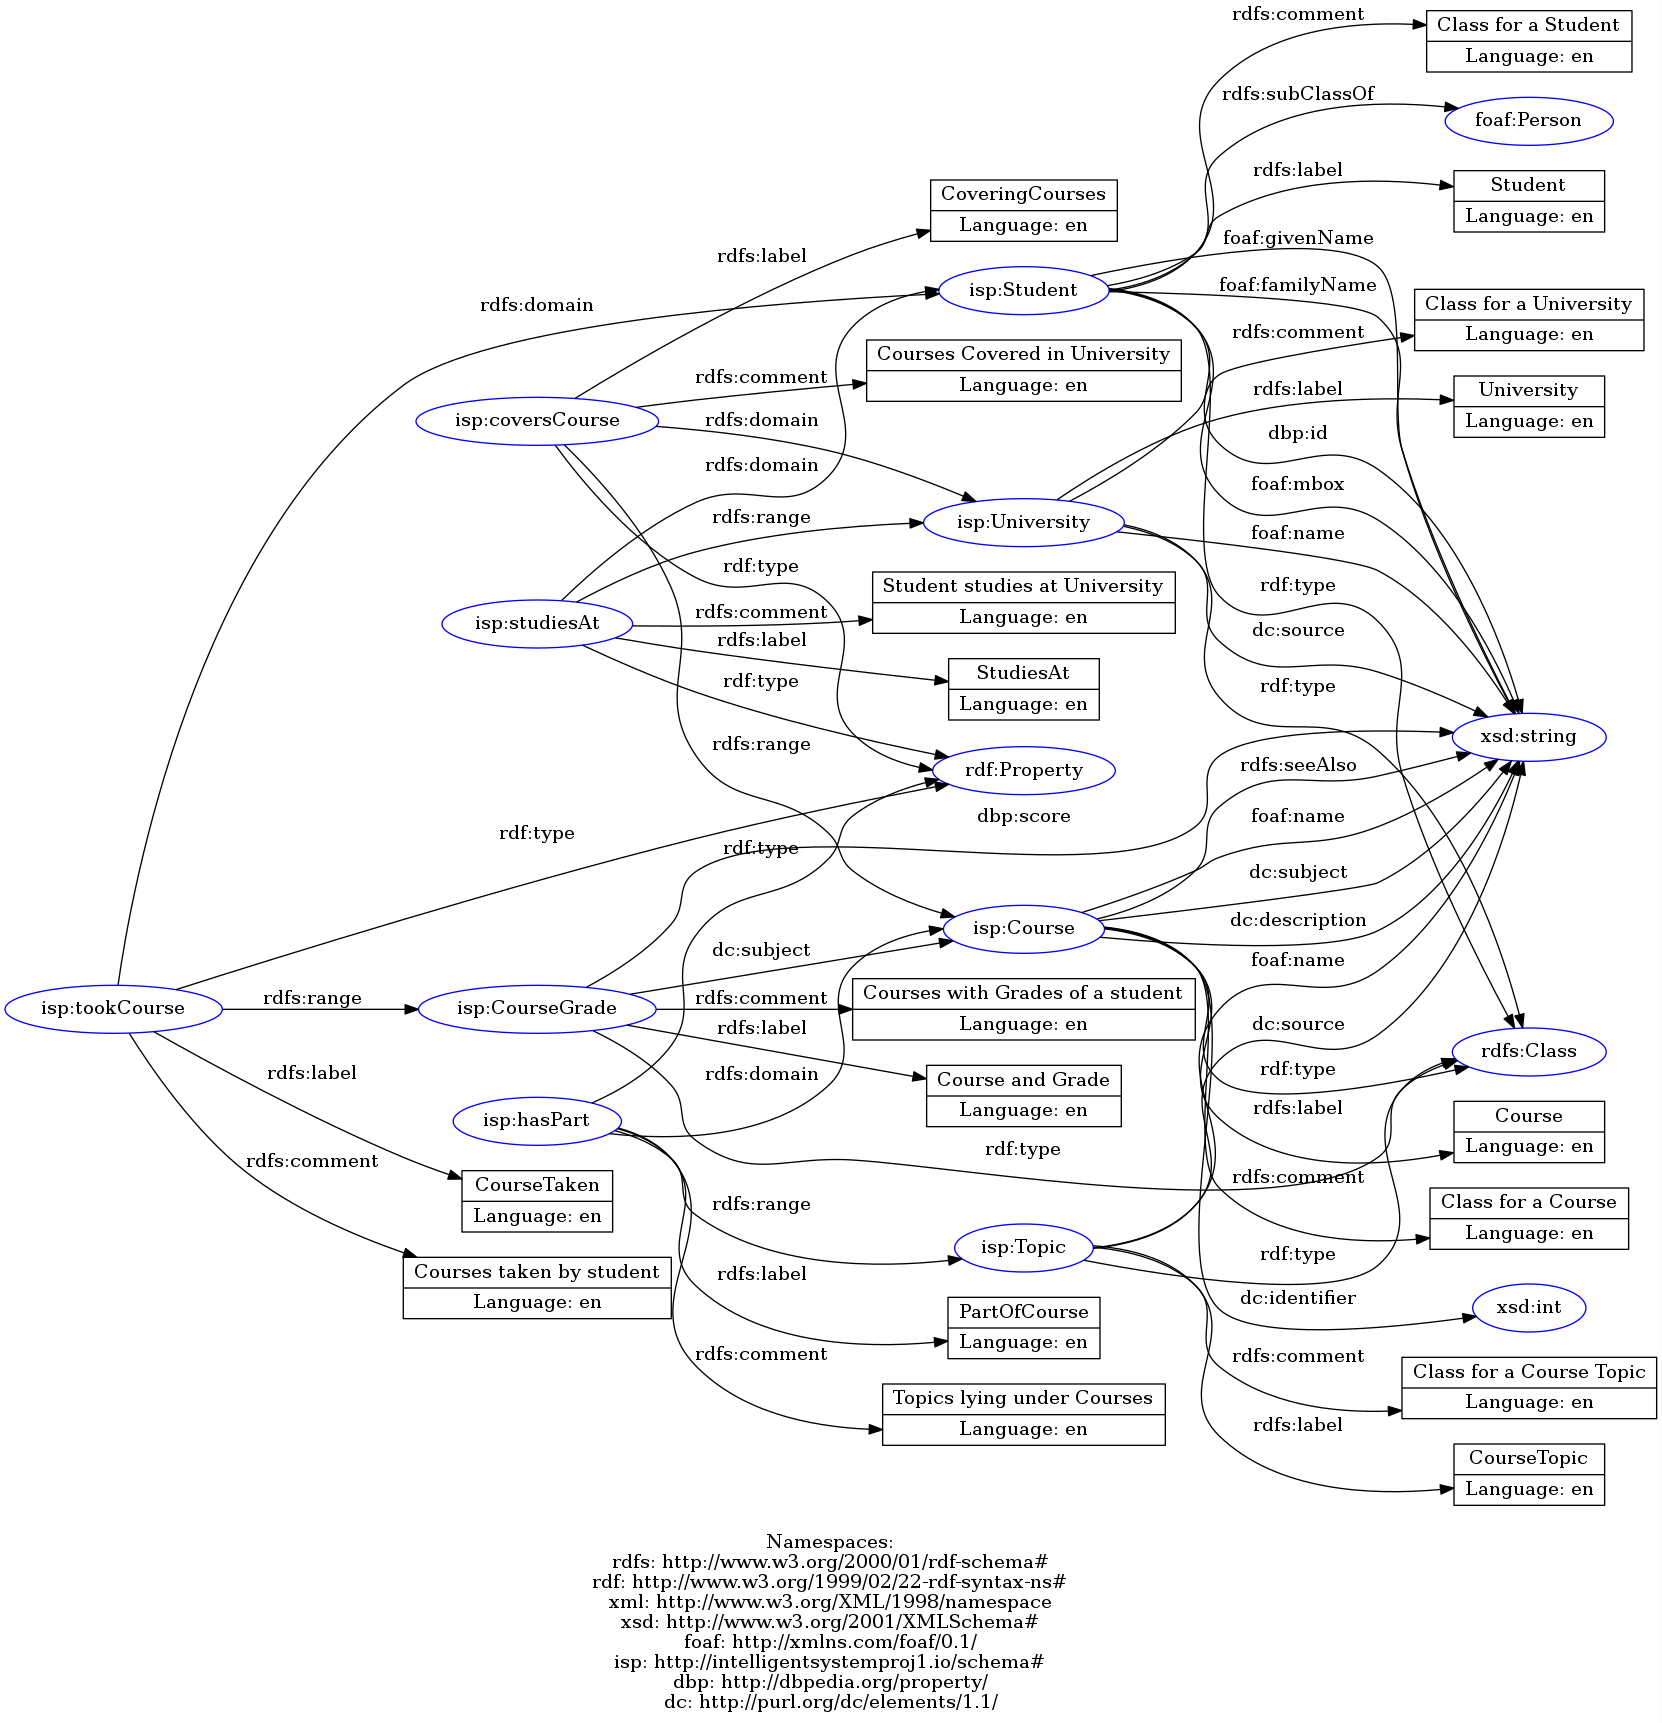 rdfs:comment
Class for a Student
Language: en
rdfs:subClassOf
foaf:Person
rdfs:label
Student
Language: en
CoveringCourses
Language: en
rdfs:label
foaf:givenName
isp:Student
foaf:familyName
rdfs:domain
Class for a University
Language: en
rdfs:comment
Courses Covered in University
Language: en
rdfs:comment
rdfs:label
University
Language: en
isp:coversCourse
rdfs:domain
dbp:id
rdfs:domain
foaf:mbox
rdfs:range
isp:University
foaf:name
rdf:type
Student studies at University
Language: en
rdf:type
isp:studiesAt
rdfs:comment
rdfs:label
dc:source
StudiesAt
Language: en
rdf:type
rdf:type
xsd:string
rdfs:range
rdf:Property
rdfs:seeAlso
dbp:score
foaf:name
rdf:type
rdf:type
dc:subject
isp:Course
dc:description
dc:subject
foaf:name
isp:tookCourse
rdfs:range
isp:CourseGrade
rdfs:comment
Courses with Grades of a student
Language: en
rdfs:label
dc:source
rdfs:Class
rdfs:label
rdfs:domain
Course and Grade
Language: en
rdf:type
rdfs:label
Course
Language: en
isp:hasPart
rdf:type
rdfs:comment
CourseTaken
Language: en
rdfs:comment
Class for a Course
Language: en
rdfs:range
isp:Topic
rdf:type
Courses taken by student
Language: en
rdfs:label
dc:identifier
xsd:int
PartOfCourse
Language: en
rdfs:comment
rdfs:comment
Class for a Course Topic
Language: en
Topics lying under Courses
Language: en
rdfs:label
CourseTopic
Language: en
Namespaces:
rdfs: http://www.w3.org/2000/01/rdf-schema#
rdf: http://www.w3.org/1999/02/22-rdf-syntax-ns#
xml: http://www.w3.org/XML/1998/namespace
xsd: http://www.w3.org/2001/XMLSchema#
foaf: http://xmlns.com/foaf/0.1/
isp: http://intelligentsystemproj1.io/schema#
dbp: http://dbpedia.org/property/
dc: http://purl.org/dc/elements/1.1/